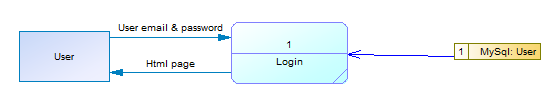 User email & password
1
User
Login
Html page
1 MySql: User